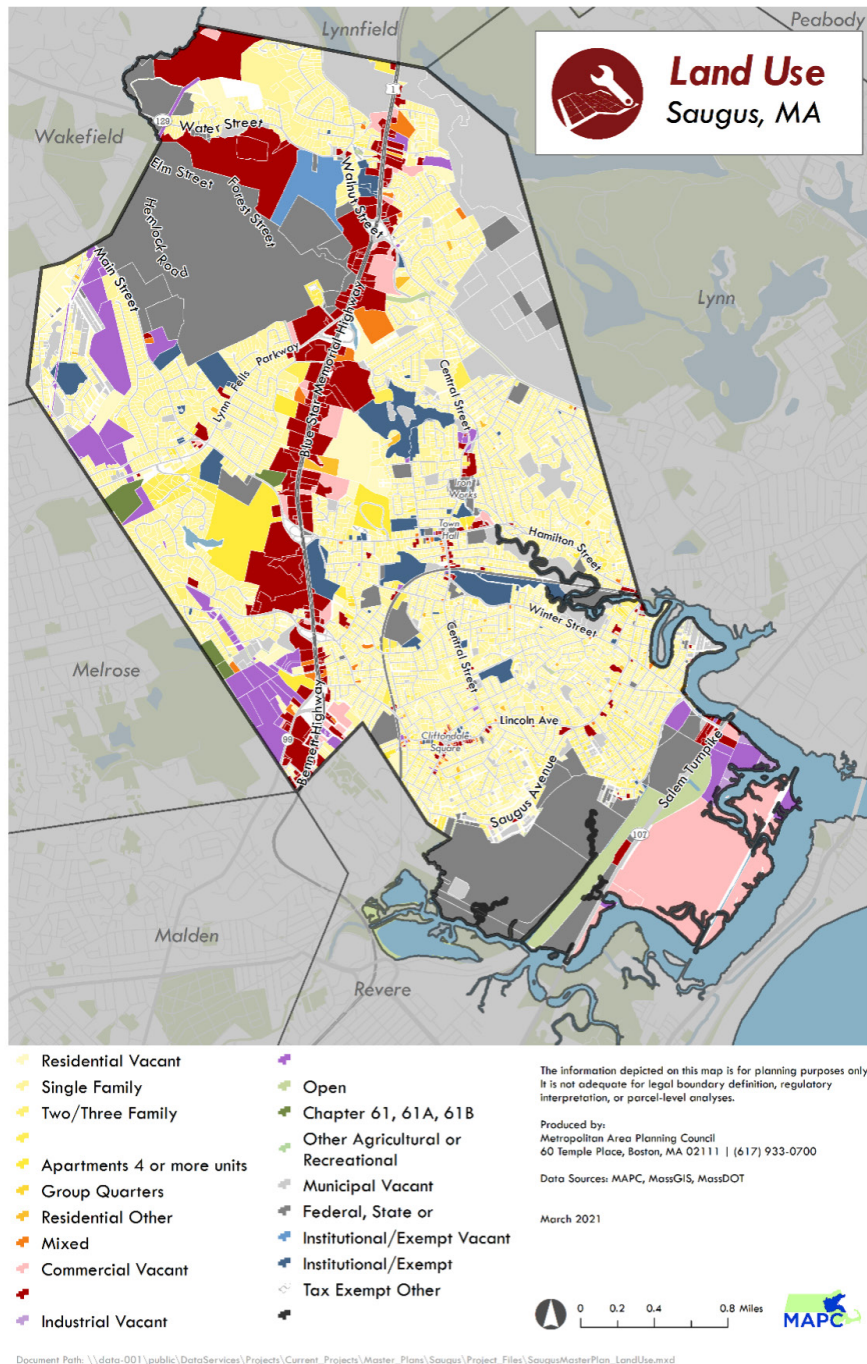 Lynnfield
Peabody
Land Use
Saugus, MA
1
129
Water Street
Wakefield
Elm Street
Forest Street
Walnut Street
Hemlock Road
Main Street
Lynn
Lynn Fells Parkway
Blue Star Memorial Highway
Central Street
Iron
Works
Town
Hall
Hamilton Street
Winter Street
Central Street
Melrose
Lincoln Ave
Cliftondale
Square
Bennett Highway
99
Saugus Avenue
Salem Turnpike
107
Malden
Revere
Residential Vacant
Single Family
Two/Three Family
Apartments 4 or more units
Group Quarters
Residential Other
Mixed
Commercial Vacant
Industrial Vacant
Open
Chapter 61, 61A, 61B
Other Agricultural or
Recreational
Municipal Vacant
Federal, State or
Institutional/Exempt Vacant
Institutional/Exempt
Tax Exempt Other
The information depicted on this map is for planning purposes only.
It is not adequate for legal boundary definition, regulatory
interpretation, or parcel-level analyses.
Produced by:
Metropolitan Area Planning Council
60 Temple Place, Boston, MA 02111 | (617) 933-0700
Data Sources: MAPC, MassGIS, MassDOT
March 2021
0 0.2 0.4 0.8 Miles
MAPC
Document Path: \\data-001\public\DataServices\Projects\Current_Projects\Master_Plans\Saugus\Project_Files\SaugusMasterPlan_LandUse.mxd